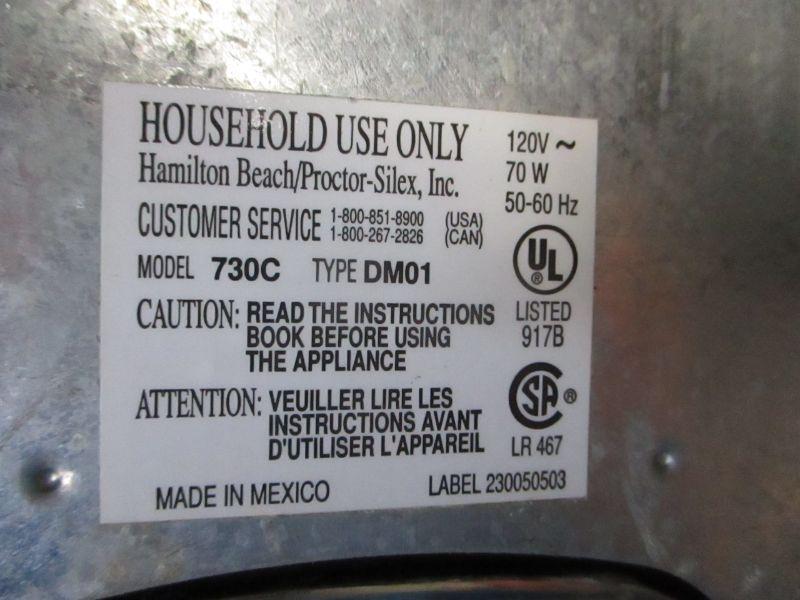 HOUSEHOLD USE ONLY
Hamilton Beach/Proctor-Silex, Inc.
CUSTOMER SERVICE 1-800-851-8900 (USA)
1-800-267-2826 (CAN)
MODEL 730C TYPE DM01
CAUTION: READ THE INSTRUCTIONS
BOOK BEFORE USING
THE APPLIANCE
ATTENTION: VEUILLER LIRE LES
INSTRUCTIONS AVANT
D'UTILISER L'APPAREIL
MADE IN MEXICO
120V ~
70 W
50-60 Hz
UL ®
LISTED
917B
CSA ®
LR 467
LABEL 230050503